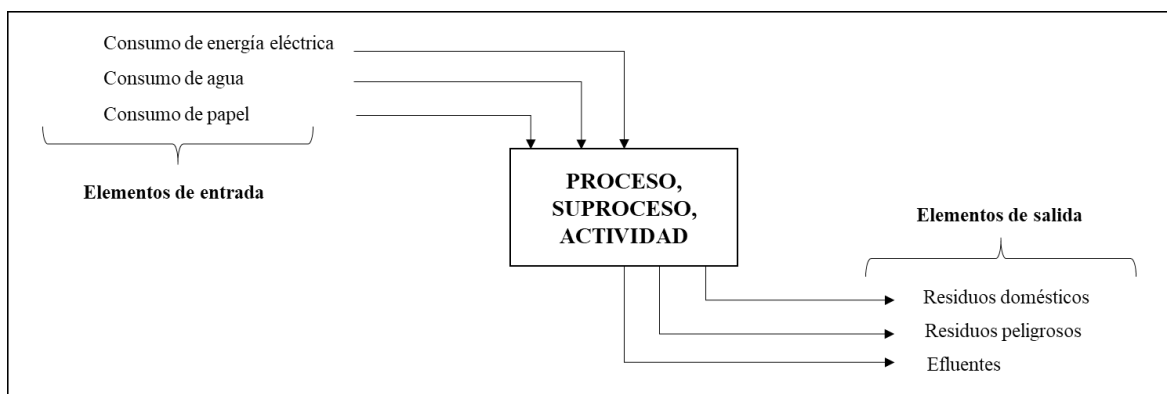 Consumo de energía eléctrica
Consumo de agua
Consumo de papel
Elementos de entrada
PROCESO,
SUPROCESO,
ACTIVIDAD
Elementos de salida
Residuos domésticos
Residuos peligrosos
Efluentes